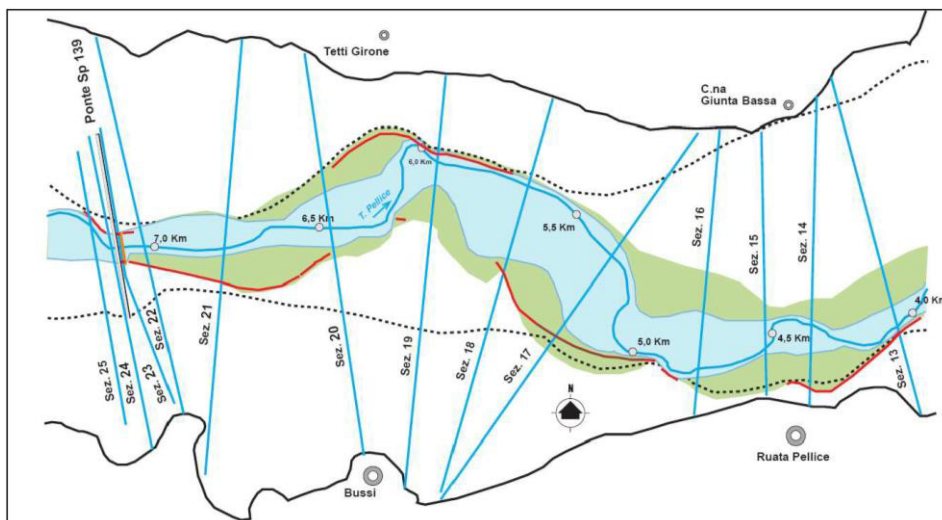 Ponte Sp 139
Tetti Girone
C.na
Giunta Bassa
6,0 Km
T. Pellice
6,5 Km
7,0 Km
5,5 Km
5,0 Km
4,5 Km
4,0 Km
Sez. 25
Sez. 24
Sez. 23
Sez. 22
Sez. 21
Sez. 20
Sez. 19
Sez. 18
Sez. 17
Sez. 16
Sez. 15
Sez. 14
Sez. 13
N
Bussi
Ruata Pellice